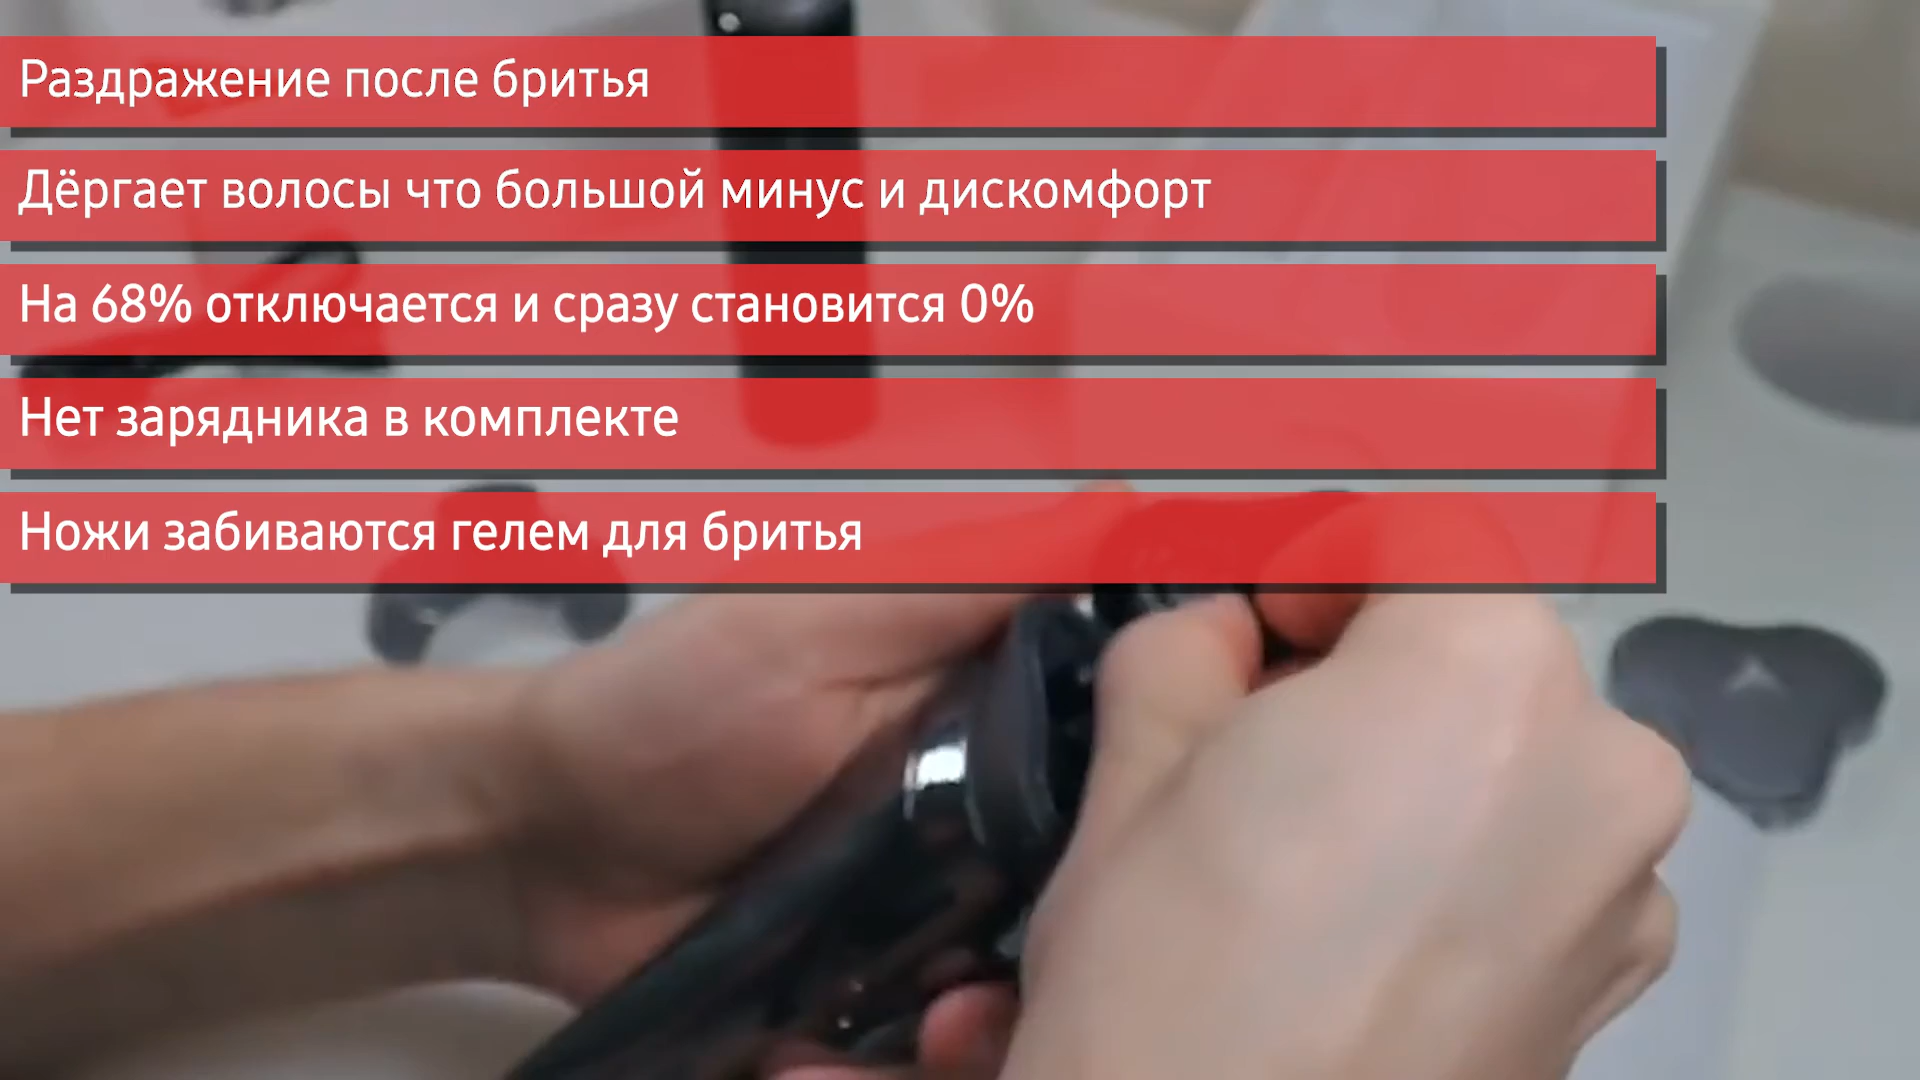 Раздражение после бритья
Дёргает волосы что большой минус и дискомфорт
На 68% отключается и сразу становится 0%
Нет зарядника в комплекте
Ножи забиваются гелем для бритья